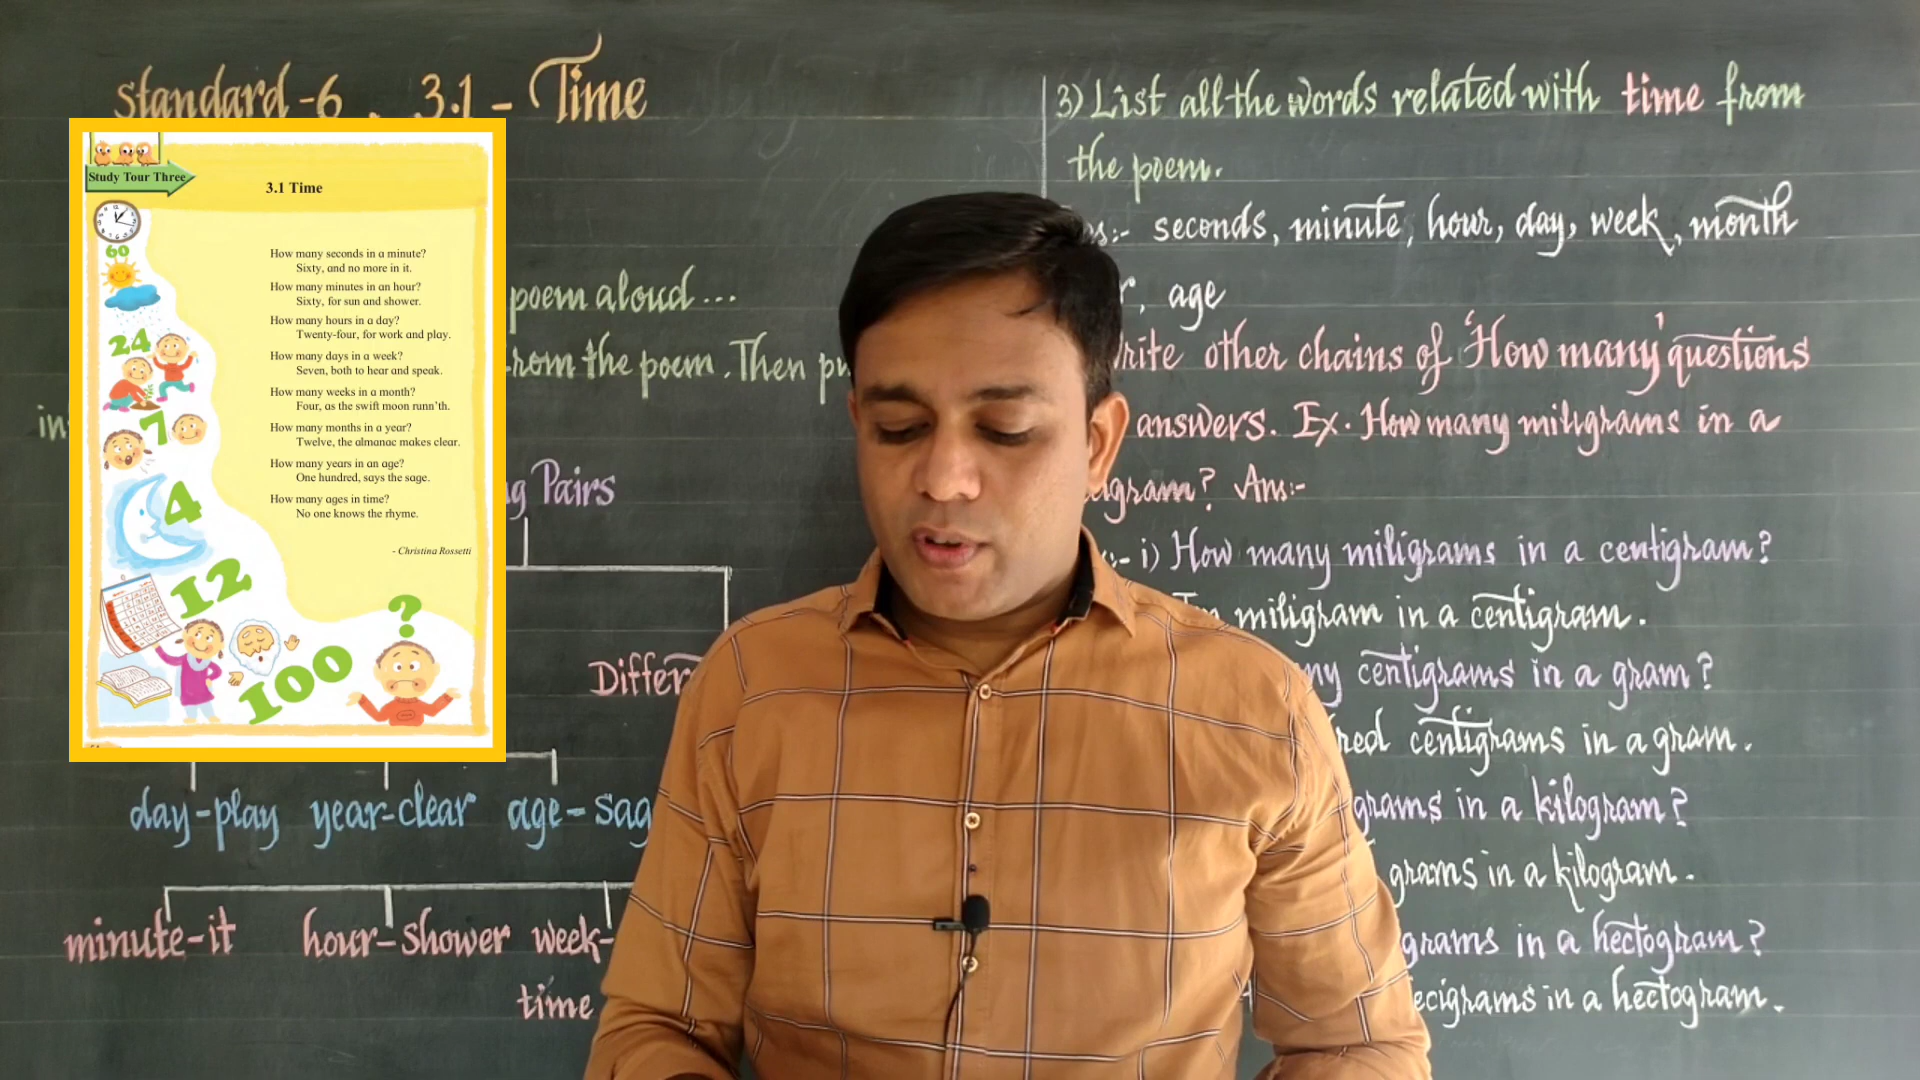 standard-6 . 3.1 - Time
Study Tour Three
3.1 Time
60
How many seconds in a minute?
Sixty, and no more in it.
How many minutes in an hour?
Sixty, for sun and shower.
How many hours in a day?
Twenty-four, for work and play.
24
How many days in a week?
Seven, both to hear and speak.
How many weeks in a month?
Four, as the swift moon runn'th.
7
How many months in a year?
Twelve, the almanac makes clear.
How many years in an age?
One hundred, says the sage.
4
How many ages in time?
No one knows the rhyme.
- Christina Rossetti
12
?
100
poem aloud...
from the poem. Then
in
Pairs
day-play year-clear age-
minute-it hour-shower week-
time
3) List all the words related with time from
the poem.
:- seconds, minute, hour, day, week, month
, age
other chains of 'How many' questions
answers. Ex. How many miligrams in a
? Ans:-
:- i) How many miligrams in a centigram?
miligram in a centigram.
centigrams in a gram?
centigrams in a gram.
grams in a kilogram?
grams in a kilogram.
grams in a hectogram?
in a hectogram.